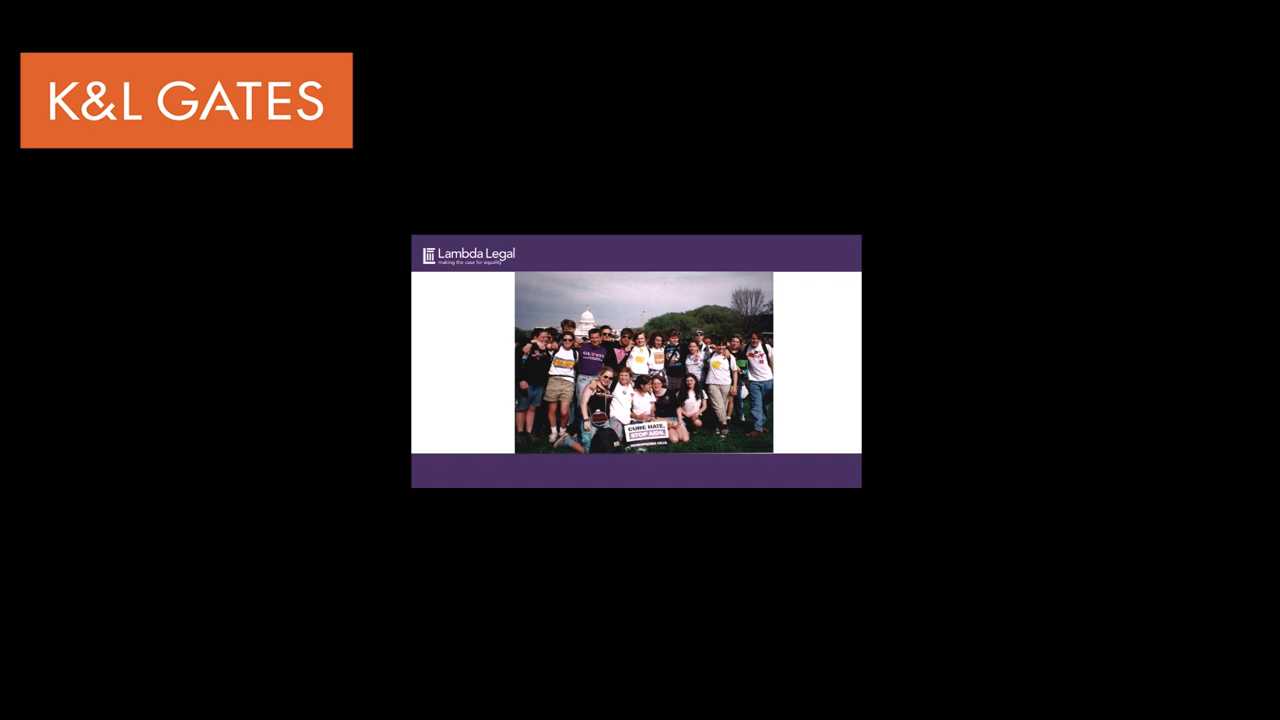 K&L GATES
Lambda Legal
making the case for equality
CURE HATE.
STOP AIDS.